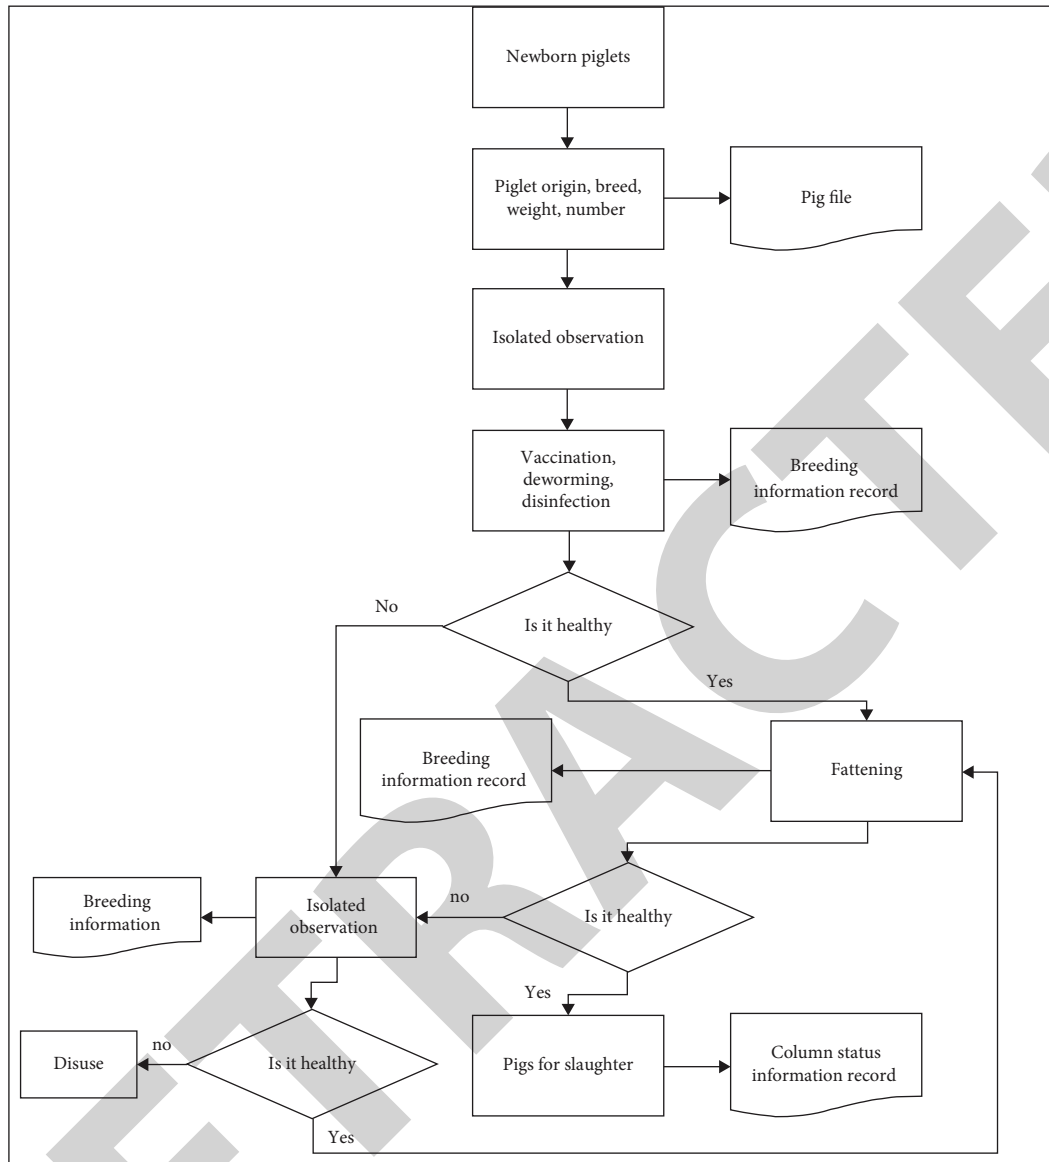 Newborn piglets
Piglet origin, breed,
weight, number
Pig file
Isolated observation
Vaccination,
deworming,
disinfection
Breeding
information record
Is it healthy
No
Yes
Fattening
Breeding
information record
Is it healthy
no
Isolated
observation
Breeding
information
Yes
Pigs for slaughter
Column status
information record
Is it healthy
no
Disuse
Yes
ETRACTE